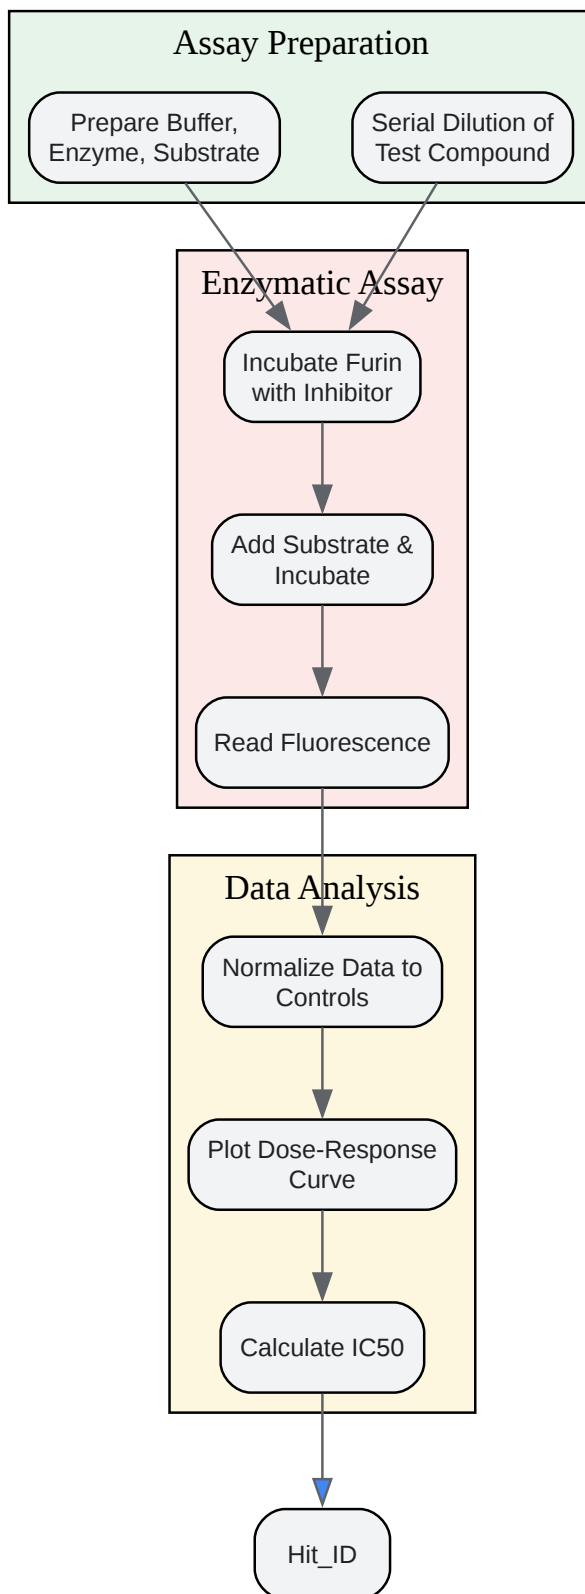 Assay Preparation
Prepare Buffer,
Enzyme, Substrate
Serial Dilution of
Test Compound
Enzymatic Assay
Incubate Furin
with Inhibitor
Add Substrate &
Incubate
Read Fluorescence
Data Analysis
Normalize Data to
Controls
Plot Dose-Response
Curve
Calculate IC50
Hit_ID